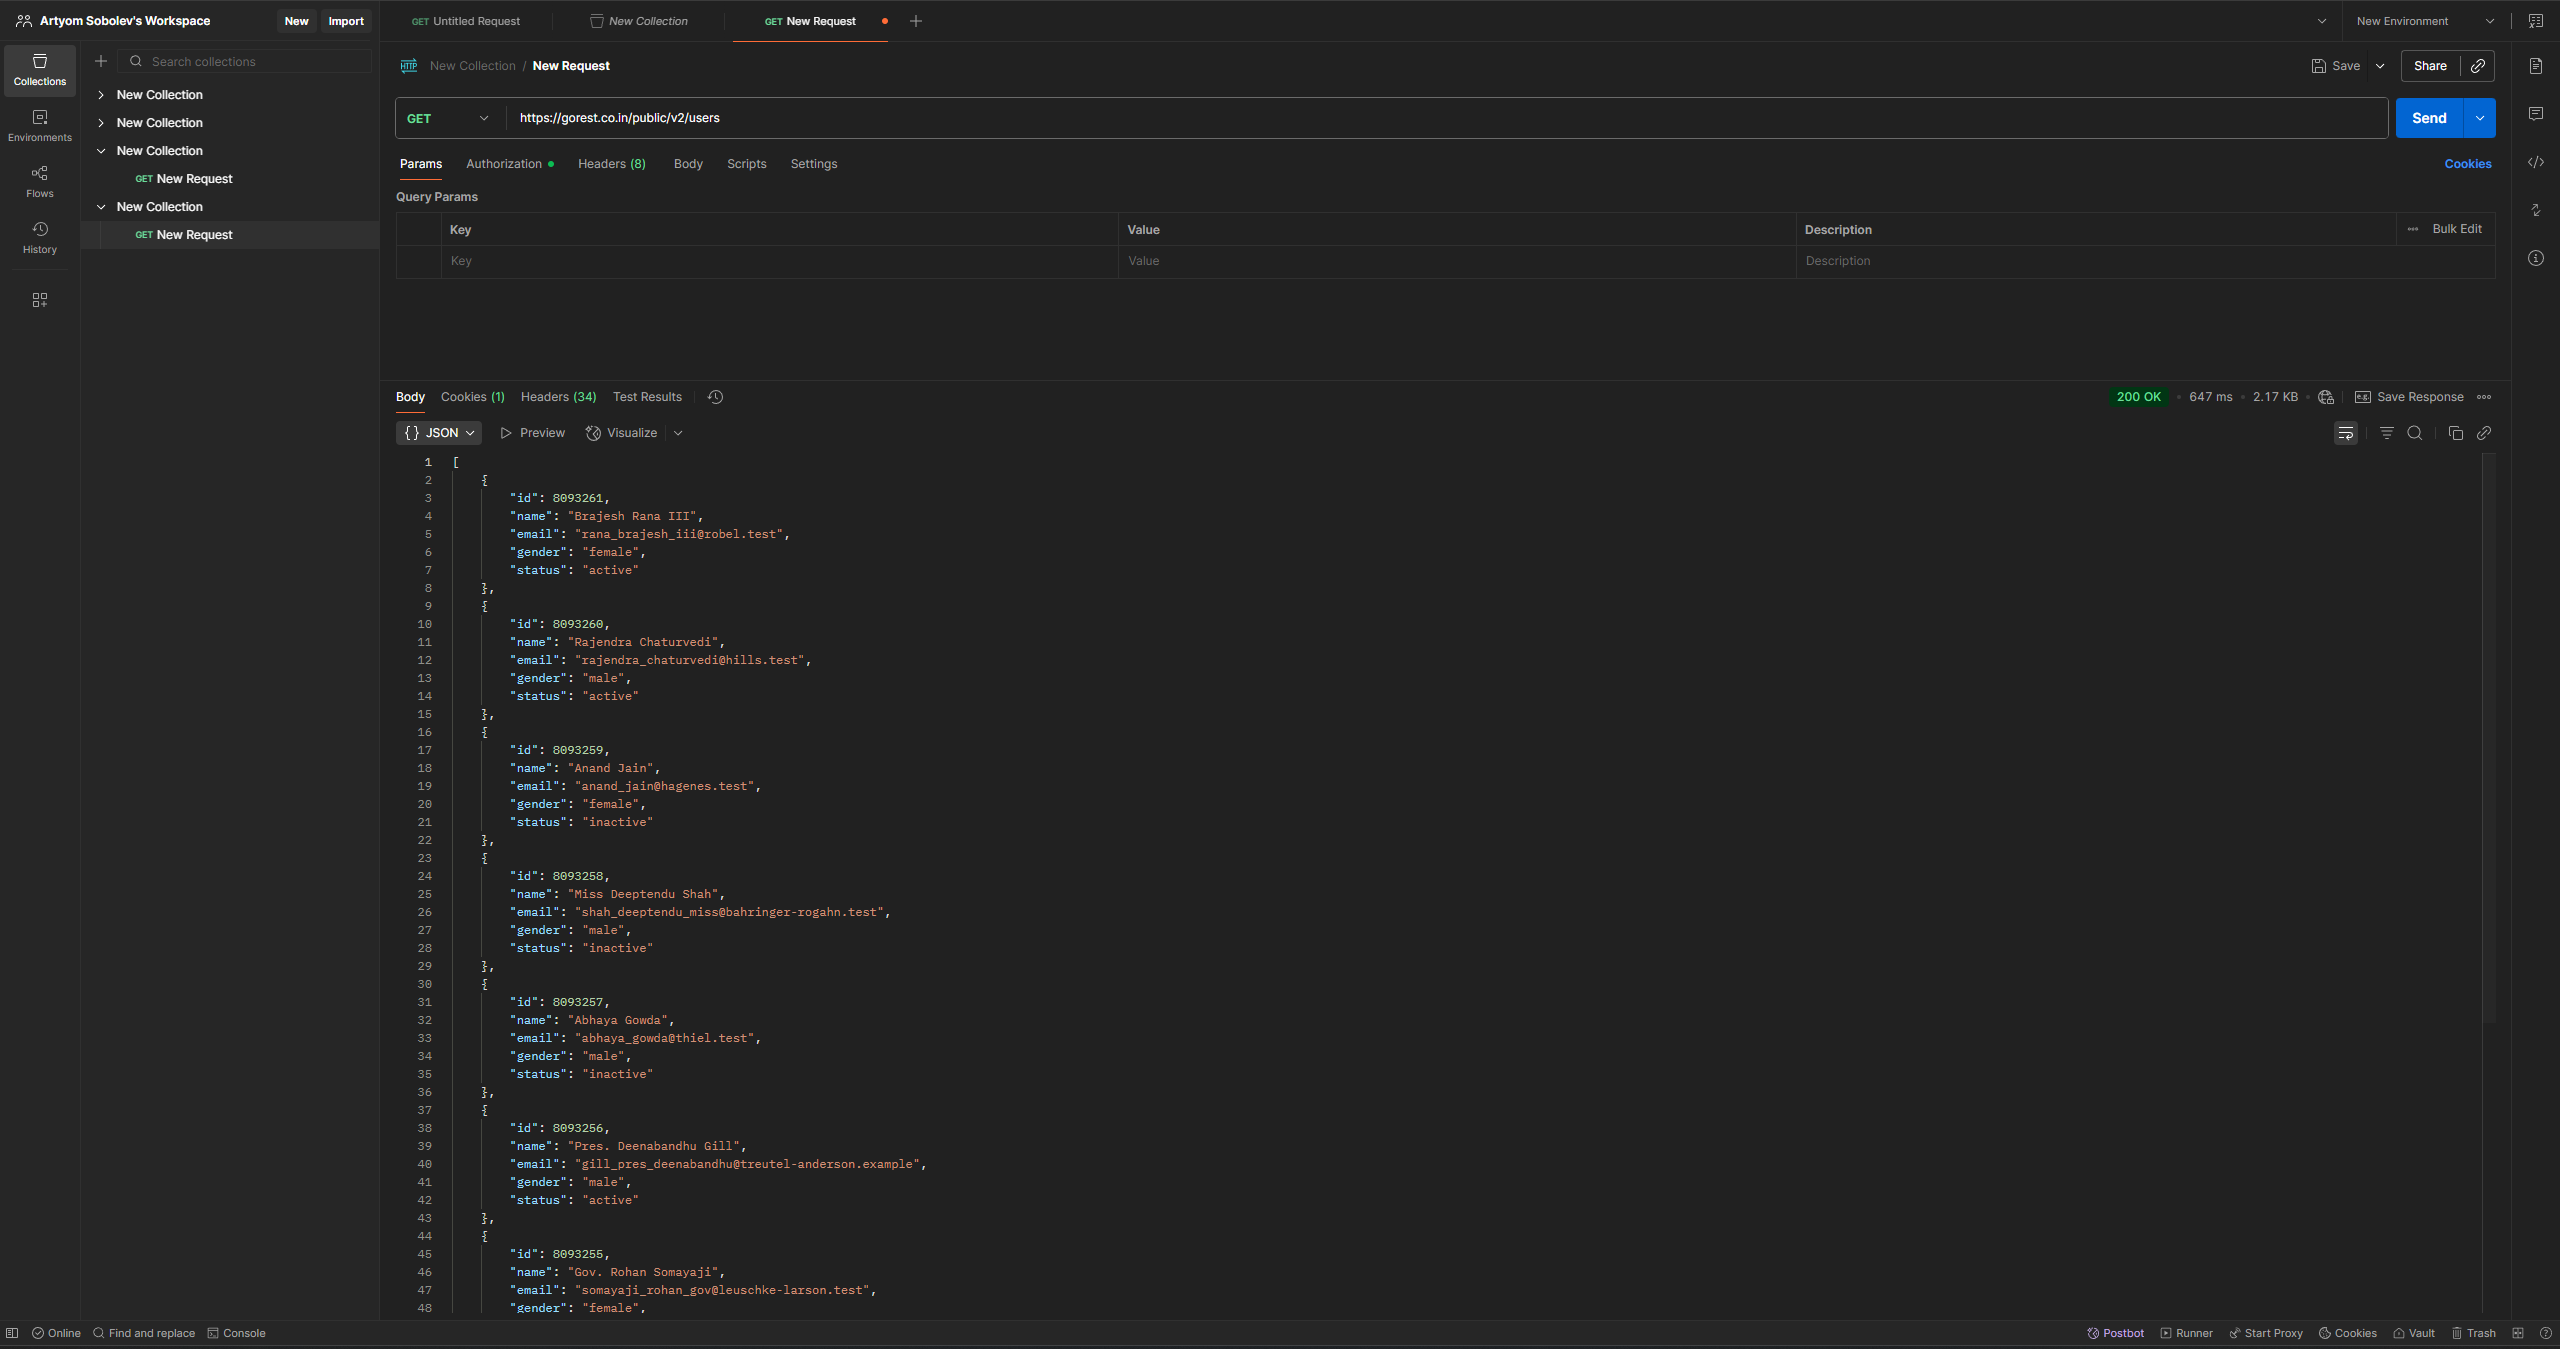 Artyom Sobolev's Workspace New Import
GET Untitled Request New Collection GET New Request New Environment
Collections
Environments
Flows
History
Search collections
New Collection
New Collection
New Collection
GET New Request
New Collection
GET New Request
HTTP New Collection / New Request Save Share
GET https://gorest.co.in/public/v2/users Send
Params Authorization Headers (8) Body Scripts Settings Cookies
Query Params
Key Value Description Bulk Edit
Key Value Description
Body Cookies (1) Headers (34) Test Results 200 OK 647 ms 2.17 KB e.g. Save Response
{} JSON Preview Visualize
1 [
2 {
3 "id": 8093261,
4 "name": "Brajesh Rana III",
5 "email": "rana_brajesh_iii@robel.test",
6 "gender": "female",
7 "status": "active"
8 },
9 {
10 "id": 8093260,
11 "name": "Rajendra Chaturvedi",
12 "email": "rajendra_chaturvedi@hills.test",
13 "gender": "male",
14 "status": "active"
15 },
16 {
17 "id": 8093259,
18 "name": "Anand Jain",
19 "email": "anand_jain@hagenes.test",
20 "gender": "female",
21 "status": "inactive"
22 },
23 {
24 "id": 8093258,
25 "name": "Miss Deeptendu Shah",
26 "email": "shah_deeptendu_miss@bahringer-rogahn.test",
27 "gender": "male",
28 "status": "inactive"
29 },
30 {
31 "id": 8093257,
32 "name": "Abhaya Gowda",
33 "email": "abhaya_gowda@thiel.test",
34 "gender": "male",
35 "status": "inactive"
36 },
37 {
38 "id": 8093256,
39 "name": "Pres. Deenabandhu Gill",
40 "email": "gill_pres_deenabandhu@treutel-anderson.example",
41 "gender": "male",
42 "status": "active"
43 },
44 {
45 "id": 8093255,
46 "name": "Gov. Rohan Somayaji",
47 "email": "somayaji_rohan_gov@leuschke-larson.test",
48 "gender": "female",
Online Find and replace Console Postbot Runner Start Proxy Cookies Vault Trash